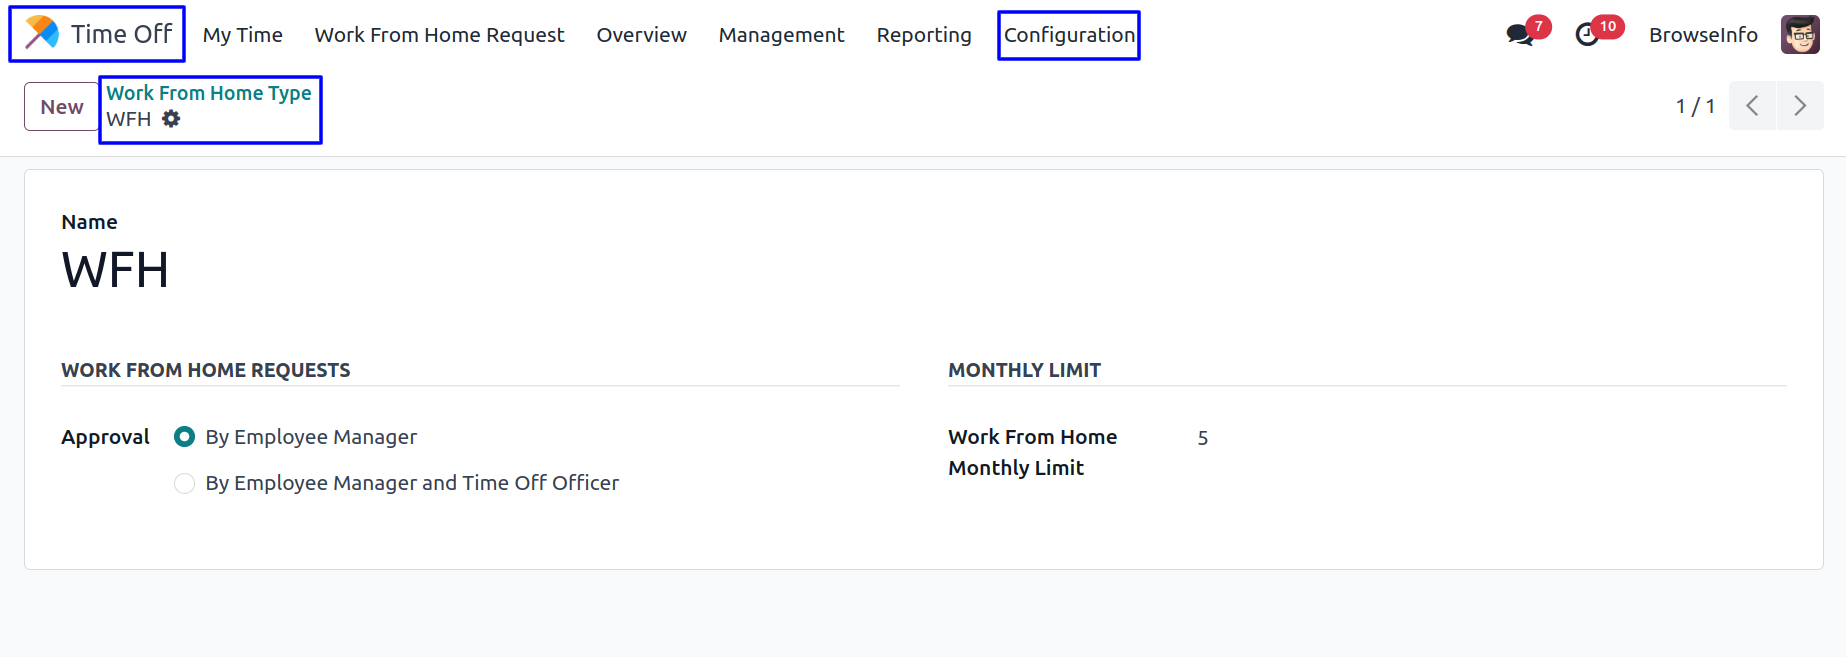 Time Off My Time Work From Home Request Overview Management Reporting Configuration 7 10 BrowseInfo
New Work From Home Type 1 / 1
WFH
Name
WFH
WORK FROM HOME REQUESTS MONTHLY LIMIT
Approval By Employee Manager Work From Home 5
Monthly Limit
By Employee Manager and Time Off Officer